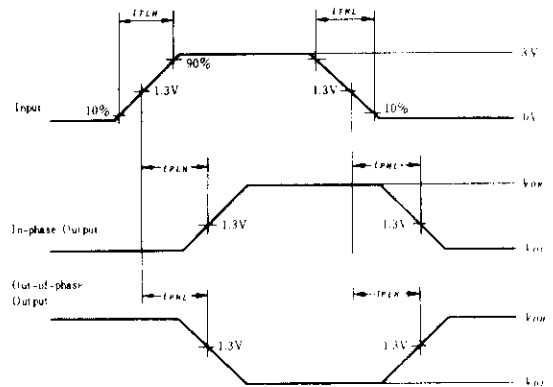 tTLH tTHL
3V
90%
Input 10% 1.3V 1.3V 10% 0V
tPLH tPHL
VOH
In-phase Output 1.3V 1.3V
VOL
Out-of-phase
Output
tPHL tPLH
VOH
1.3V 1.3V
VOL